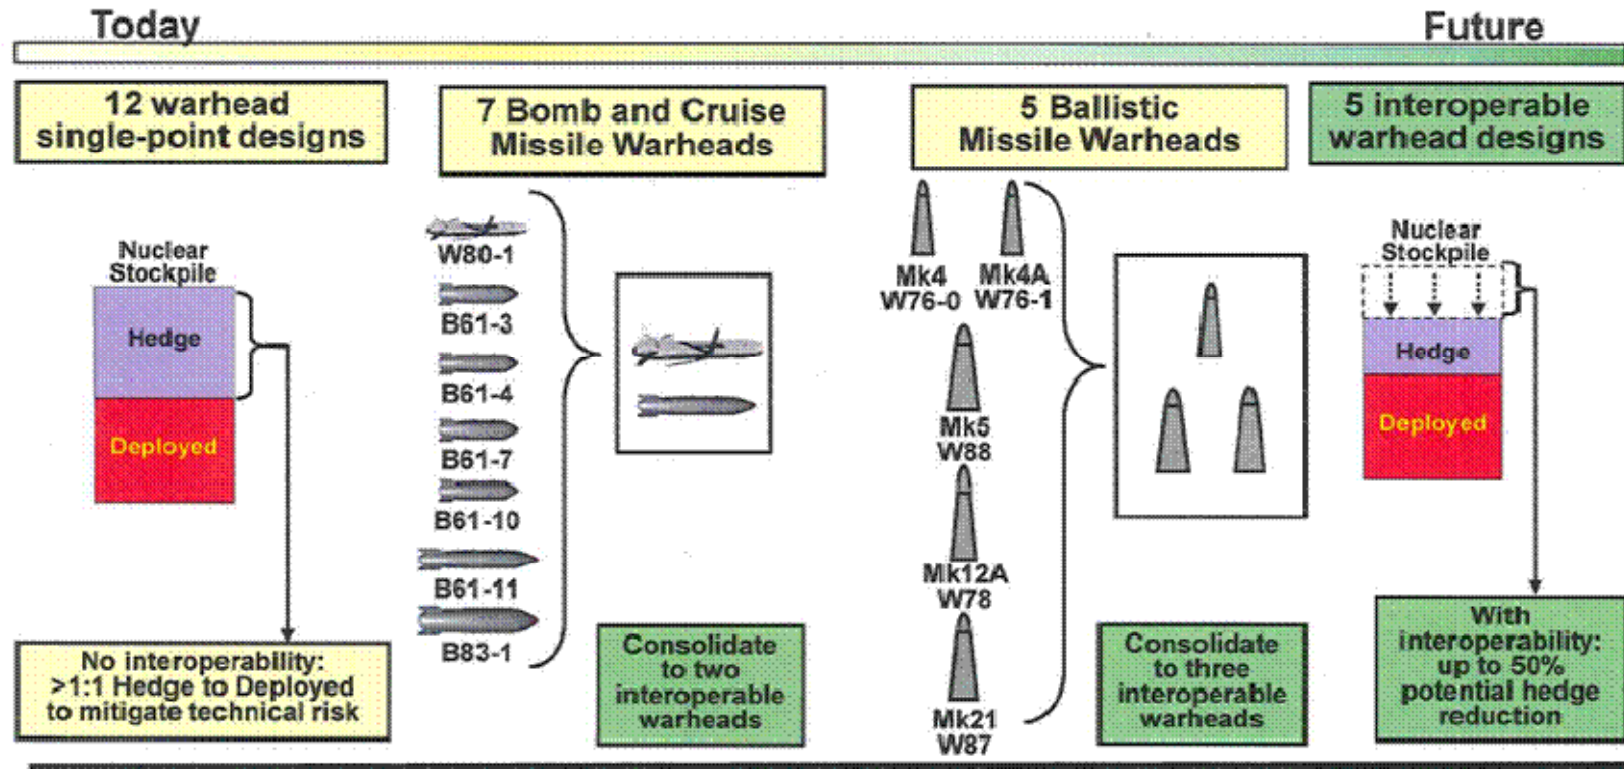 Today
Future
12 warhead
single-point designs
7 Bomb and Cruise
Missile Warheads
5 Ballistic
Missile Warheads
5 interoperable
warhead designs
Nuclear
Stockpile
Hedge
Deployed
No interoperability:
>1:1 Hedge to Deployed
to mitigate technical risk
W80-1
B61-3
B61-4
B61-7
B61-10
B61-11
B83-1
Consolidate
to two
interoperable
warheads
Mk4
W76-0
Mk4A
W76-1
Mk5
W88
Mk12A
W78
Mk21
W87
Consolidate
to three
interoperable
warheads
Nuclear
Stockpile
Hedge
Deployed
With
interoperability:
up to 50%
potential hedge
reduction